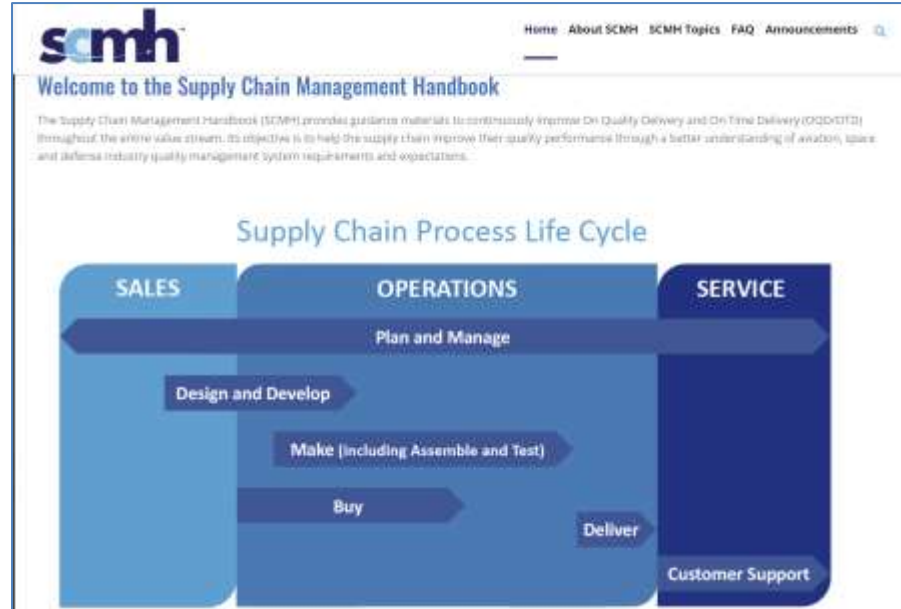 scmh
Home About SCMH SCMH Topics FAQ Announcements
Welcome to the Supply Chain Management Handbook
The Supply Chain Management Handbook (SCMH) provides guidance materials to continuously improve On Quality Delivery and On Time Delivery (OQD/OTD)
throughout the entire value stream. Its objective is to help the supply chain improve their quality performance through a better understanding of aviation, space
and defense industry quality management system requirements and expectations.
Supply Chain Process Life Cycle
SALES OPERATIONS SERVICE
Plan and Manage
Design and Develop
Make (including Assemble and Test)
Buy
Deliver
Customer Support